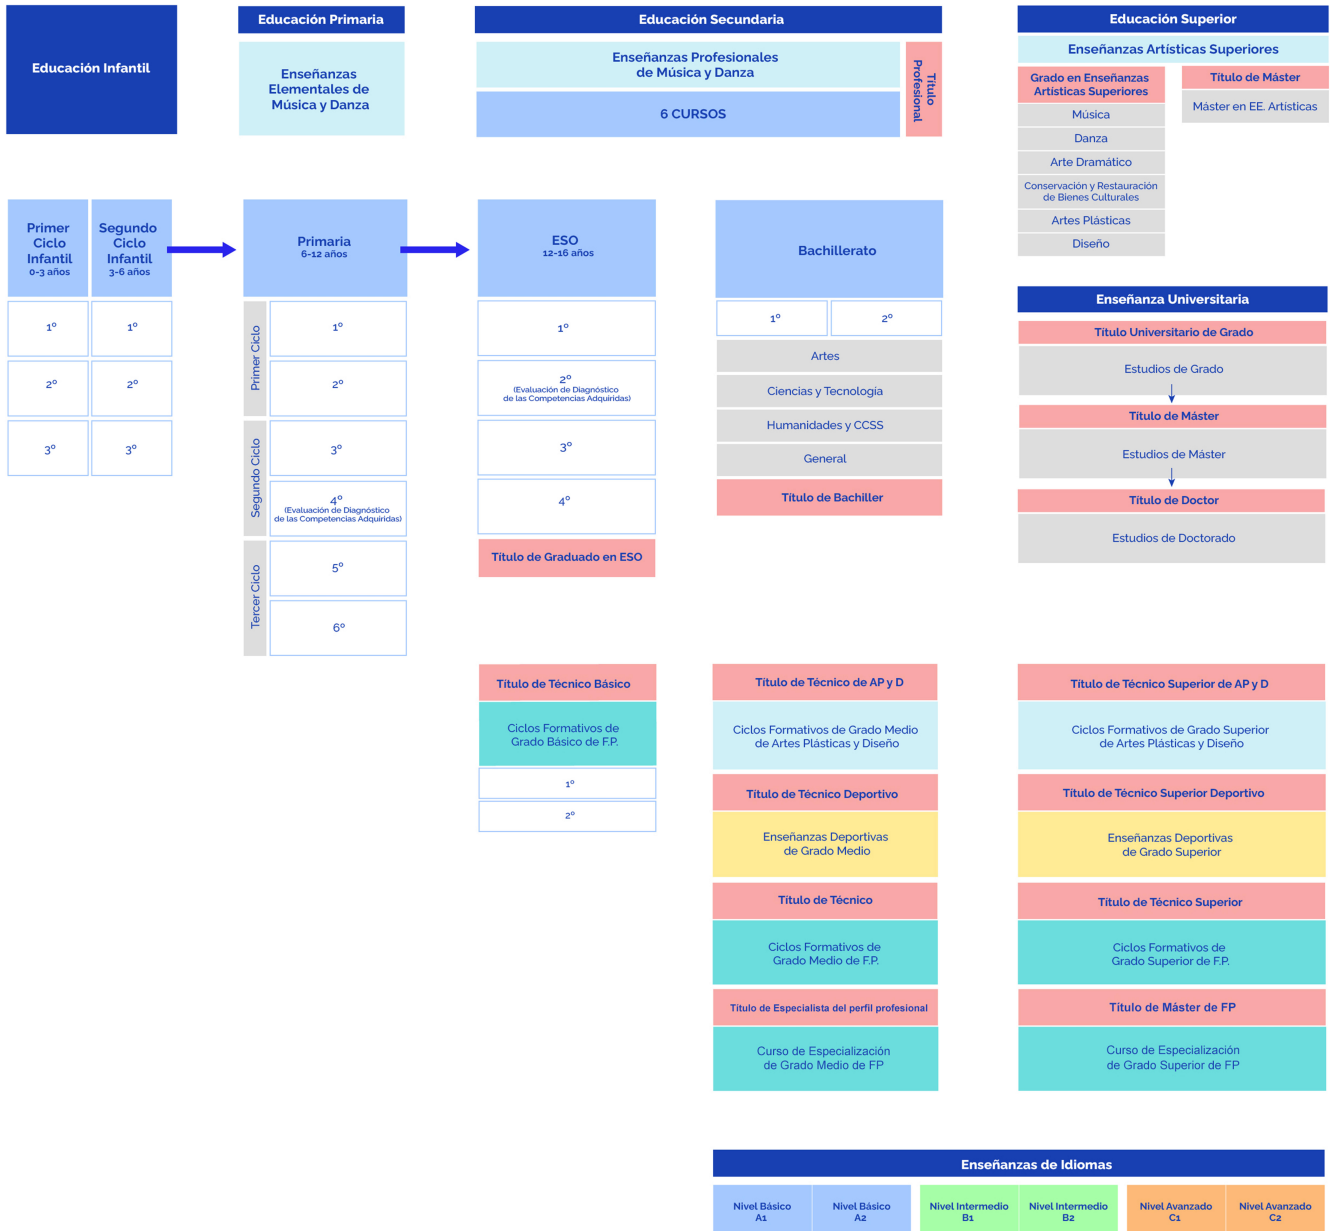 Educación Infantil
Primer
Ciclo
Infantil
0-3 años
Segundo
Ciclo
Infantil
3-6 años
1º
1º
2º
2º
3º
3º
Educación Primaria
Enseñanzas
Elementales de
Música y Danza
Primaria
6-12 años
Primer Ciclo
1º
2º
Segundo Ciclo
3º
4º
(Evaluación de Diagnóstico
de las Competencias Adquiridas)
Tercer Ciclo
5º
6º
Educación Secundaria
Enseñanzas Profesionales
de Música y Danza
6 CURSOS
Título
Profesional
ESO
12-16 años
1º
2º
(Evaluación de Diagnóstico
de las Competencias Adquiridas)
3º
4º
Título de Graduado en ESO
Bachillerato
1º
2º
Artes
Ciencias y Tecnología
Humanidades y CCSS
General
Título de Bachiller
Educación Superior
Enseñanzas Artísticas Superiores
Grado en Enseñanzas
Artísticas Superiores
Música
Danza
Arte Dramático
Conservación y Restauración
de Bienes Culturales
Artes Plásticas
Diseño
Título de Máster
Máster en EE. Artísticas
Enseñanza Universitaria
Título Universitario de Grado
Estudios de Grado
Título de Máster
Estudios de Máster
Título de Doctor
Estudios de Doctorado
Título de Técnico Básico
Ciclos Formativos de
Grado Básico de F.P.
1º
2º
Título de Técnico de AP y D
Ciclos Formativos de Grado Medio
de Artes Plásticas y Diseño
Título de Técnico Deportivo
Enseñanzas Deportivas
de Grado Medio
Título de Técnico
Ciclos Formativos de
Grado Medio de F.P.
Título de Especialista del perfil profesional
Curso de Especialización
de Grado Medio de FP
Título de Técnico Superior de AP y D
Ciclos Formativos de Grado Superior
de Artes Plásticas y Diseño
Título de Técnico Superior Deportivo
Enseñanzas Deportivas
de Grado Superior
Título de Técnico Superior
Ciclos Formativos de
Grado Superior de F.P.
Título de Máster de FP
Curso de Especialización
de Grado Superior de FP
Enseñanzas de Idiomas
Nivel Básico
A1
Nivel Básico
A2
Nivel Intermedio
B1
Nivel Intermedio
B2
Nivel Avanzado
C1
Nivel Avanzado
C2